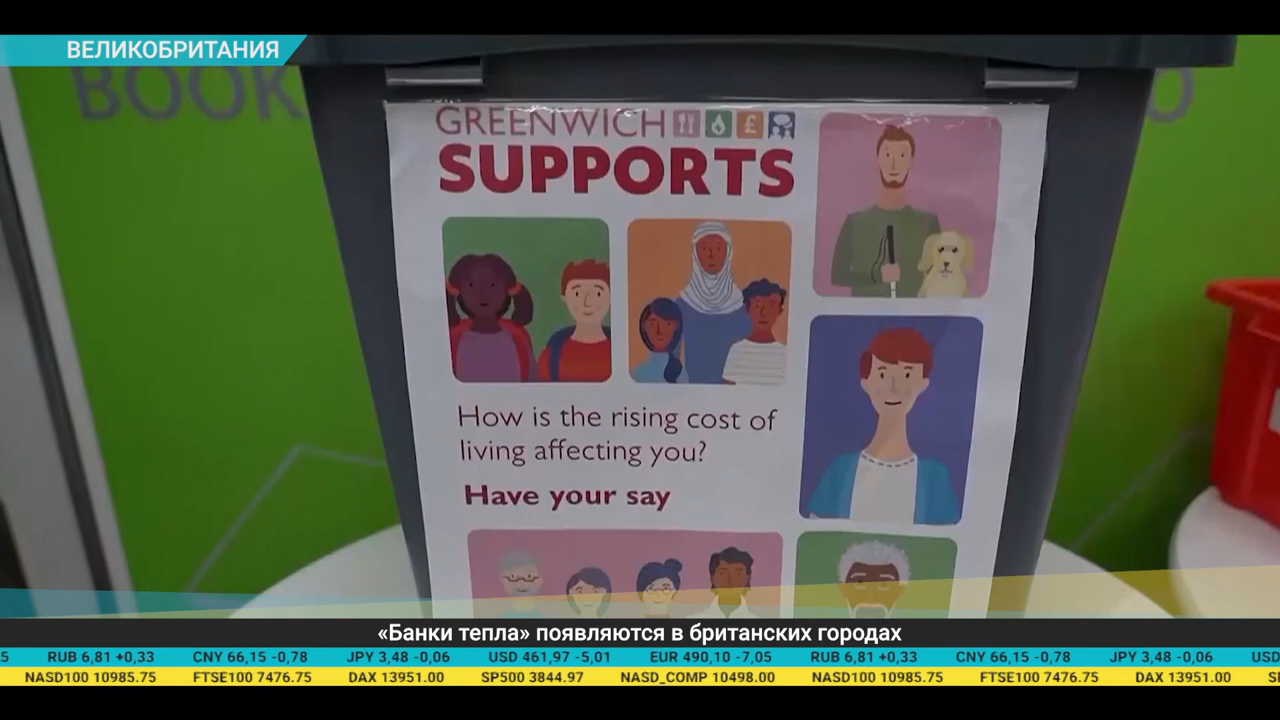 ВЕЛИКОБРИТАНИЯ
BOOK
GREENWICH
SUPPORTS
How is the rising cost of
living affecting you?
Have your say
«Банки тепла» появляются в британских городах
5 RUB 6,81 +0,33 CNY 66,15 -0,78 JPY 3,48 -0,06 USD 461,97 -5,01 EUR 490,10 -7,05 RUB 6,81 +0,33 CNY 66,15 -0,78 JPY 3,48 -0,06 USD
NASD100 10985.75 FTSE100 7476.75 DAX 13951.00 SP500 3844.97 NASD_COMP 10498.00 NASD100 10985.75 FTSE100 7476.75 DAX 13951.00